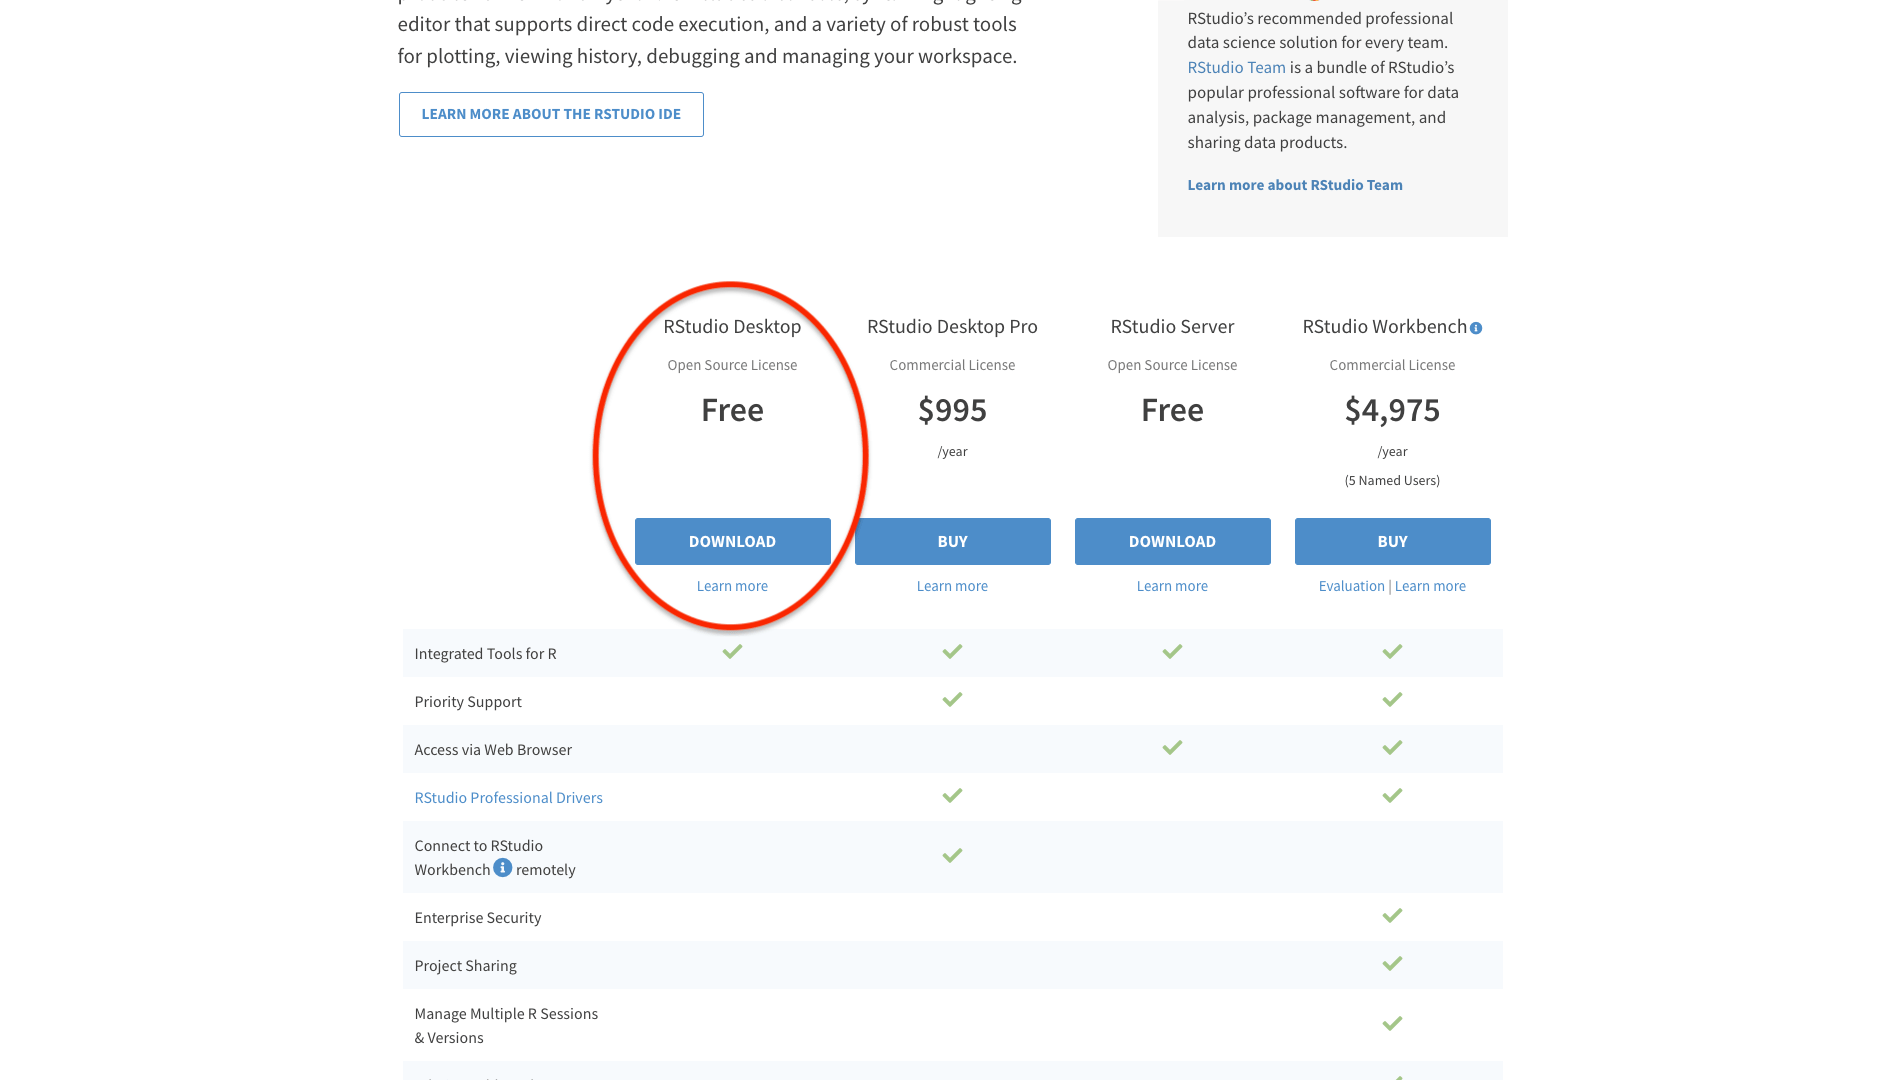 editor that supports direct code execution, and a variety of robust tools
for plotting, viewing history, debugging and managing your workspace.
LEARN MORE ABOUT THE RSTUDIO IDE
RStudio's recommended professional
data science solution for every team.
RStudio Team is a bundle of RStudio's
popular professional software for data
analysis, package management, and
sharing data products.
Learn more about RStudio Team
RStudio Desktop
Open Source License
Free
DOWNLOAD
Learn more
RStudio Desktop Pro
Commercial License
$995
/year
BUY
Learn more
RStudio Server
Open Source License
Free
DOWNLOAD
Learn more
RStudio Workbench
Commercial License
$4,975
/year
(5 Named Users)
BUY
Evaluation | Learn more
Integrated Tools for R
Priority Support
Access via Web Browser
RStudio Professional Drivers
Connect to RStudio
Workbench remotely
Enterprise Security
Project Sharing
Manage Multiple R Sessions
& Versions